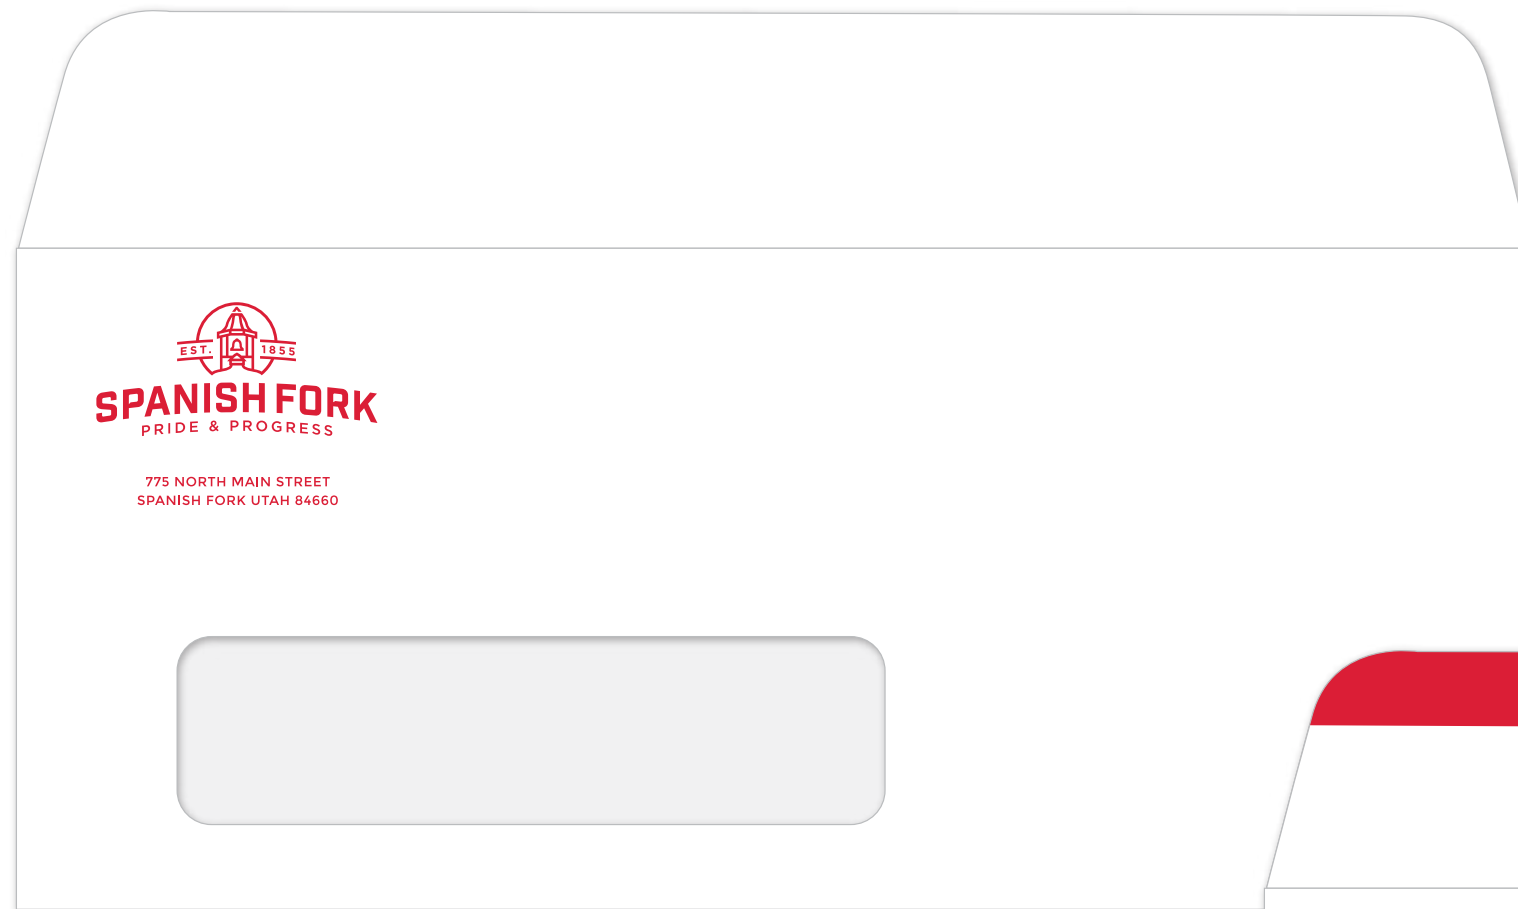 EST. 1855
SPANISH FORK
PRIDE & PROGRESS
775 NORTH MAIN STREET
SPANISH FORK UTAH 84660